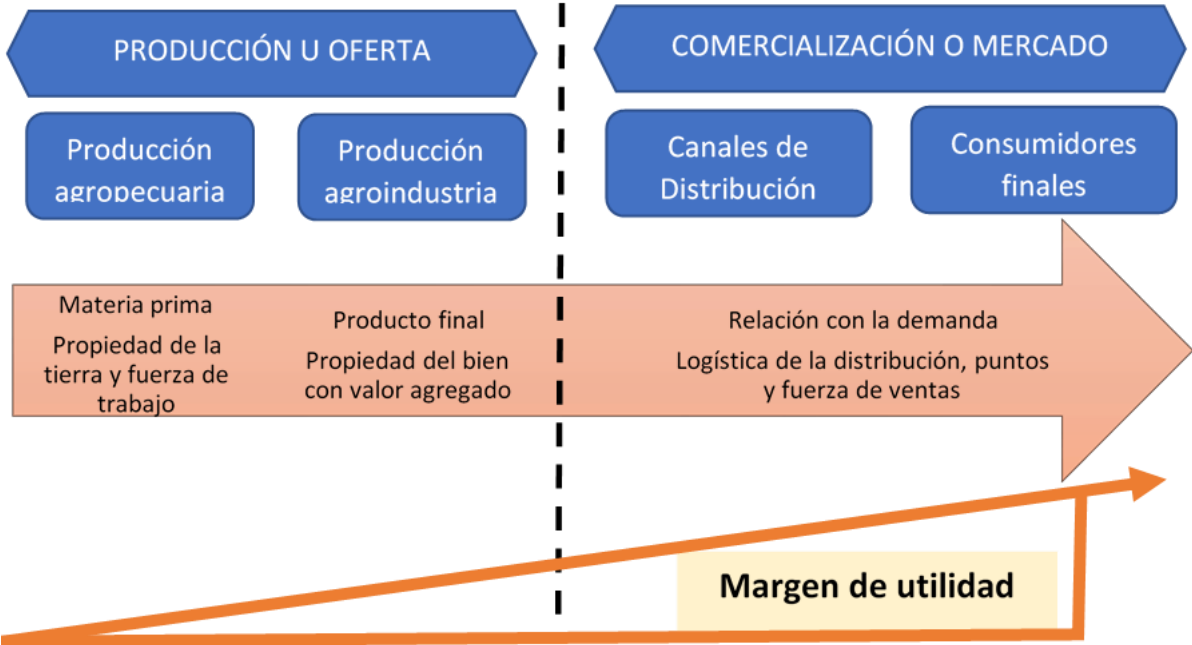 PRODUCCIÓN U OFERTA
COMERCIALIZACIÓN O MERCADO
Producción
agropecuaria
Producción
agroindustria
Canales de
Distribución
Consumidores
finales
Materia prima
Propiedad de la
tierra y fuerza de
trabajo
Producto final
Propiedad del bien
con valor agregado
Relación con la demanda
Logística de la distribución, puntos
y fuerza de ventas
Margen de utilidad